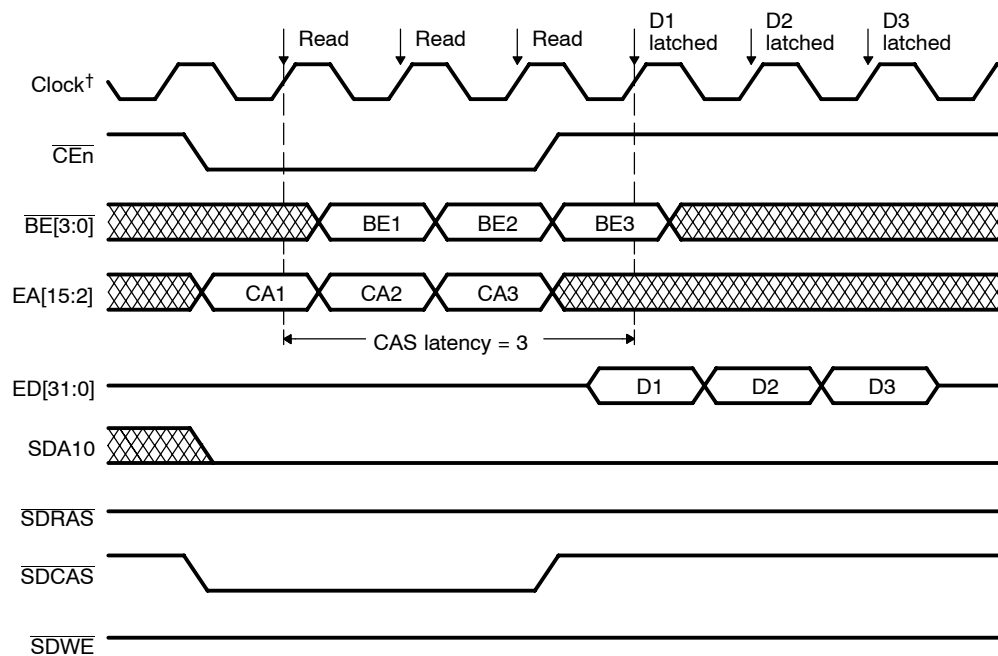 Read Read Read D1 latched D2 latched D3 latched
Clock†
CEn
BE[3:0] BE1 BE2 BE3
EA[15:2] CA1 CA2 CA3
CAS latency = 3
ED[31:0] D1 D2 D3
SDA10
SDRAS
SDCAS
SDWE